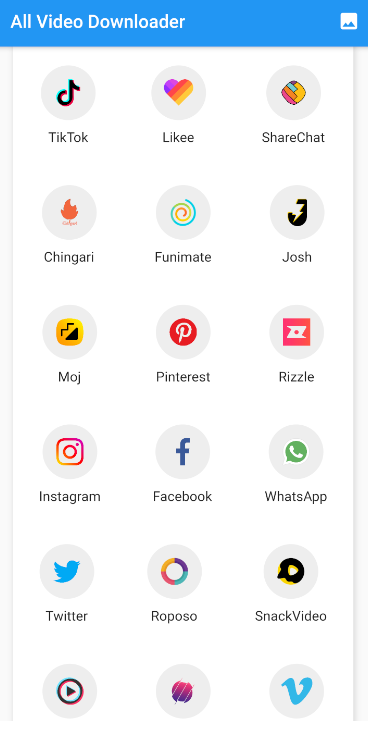 All Video Downloader
TikTok
Likee
ShareChat
Chingari
Funimate
Josh
Moj
Pinterest
Rizzle
Instagram
Facebook
WhatsApp
Twitter
Roposo
SnackVideo